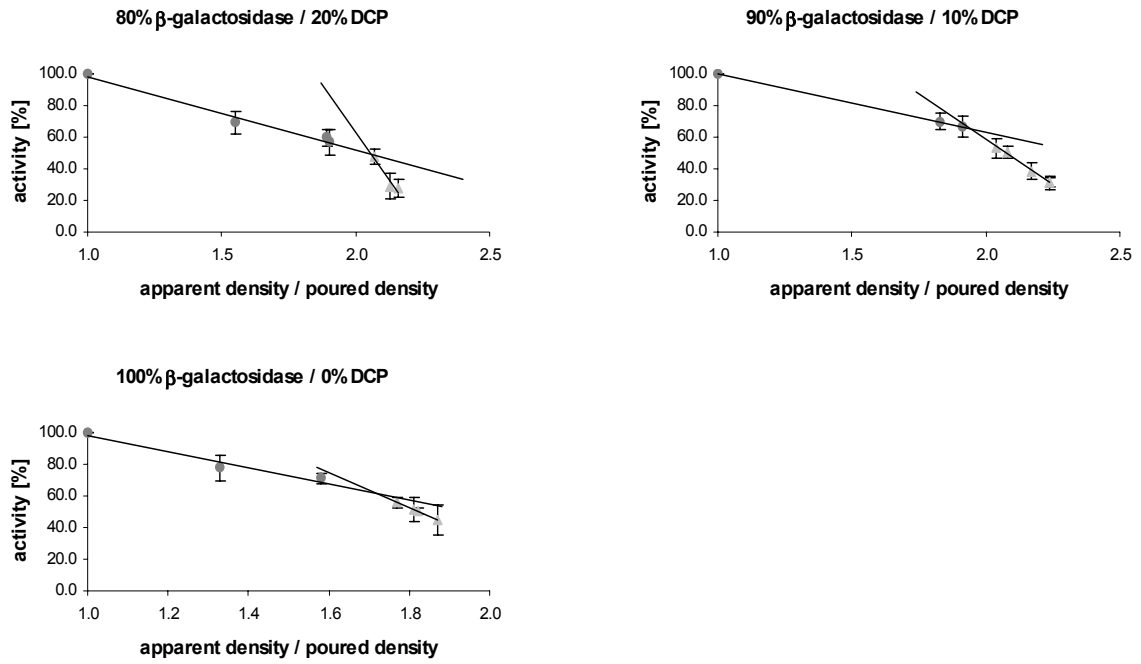 80% β-galactosidase / 20% DCP
activity [%]
100.0
80.0
60.0
40.0
20.0
0.0
1.0 1.5 2.0 2.5
apparent density / poured density
90% β-galactosidase / 10% DCP
activity [%]
100.0
80.0
60.0
40.0
20.0
0.0
1.0 1.5 2.0 2.5
apparent density / poured density
100% β-galactosidase / 0% DCP
activity [%]
100.0
80.0
60.0
40.0
20.0
0.0
1.0 1.2 1.4 1.6 1.8 2.0
apparent density / poured density